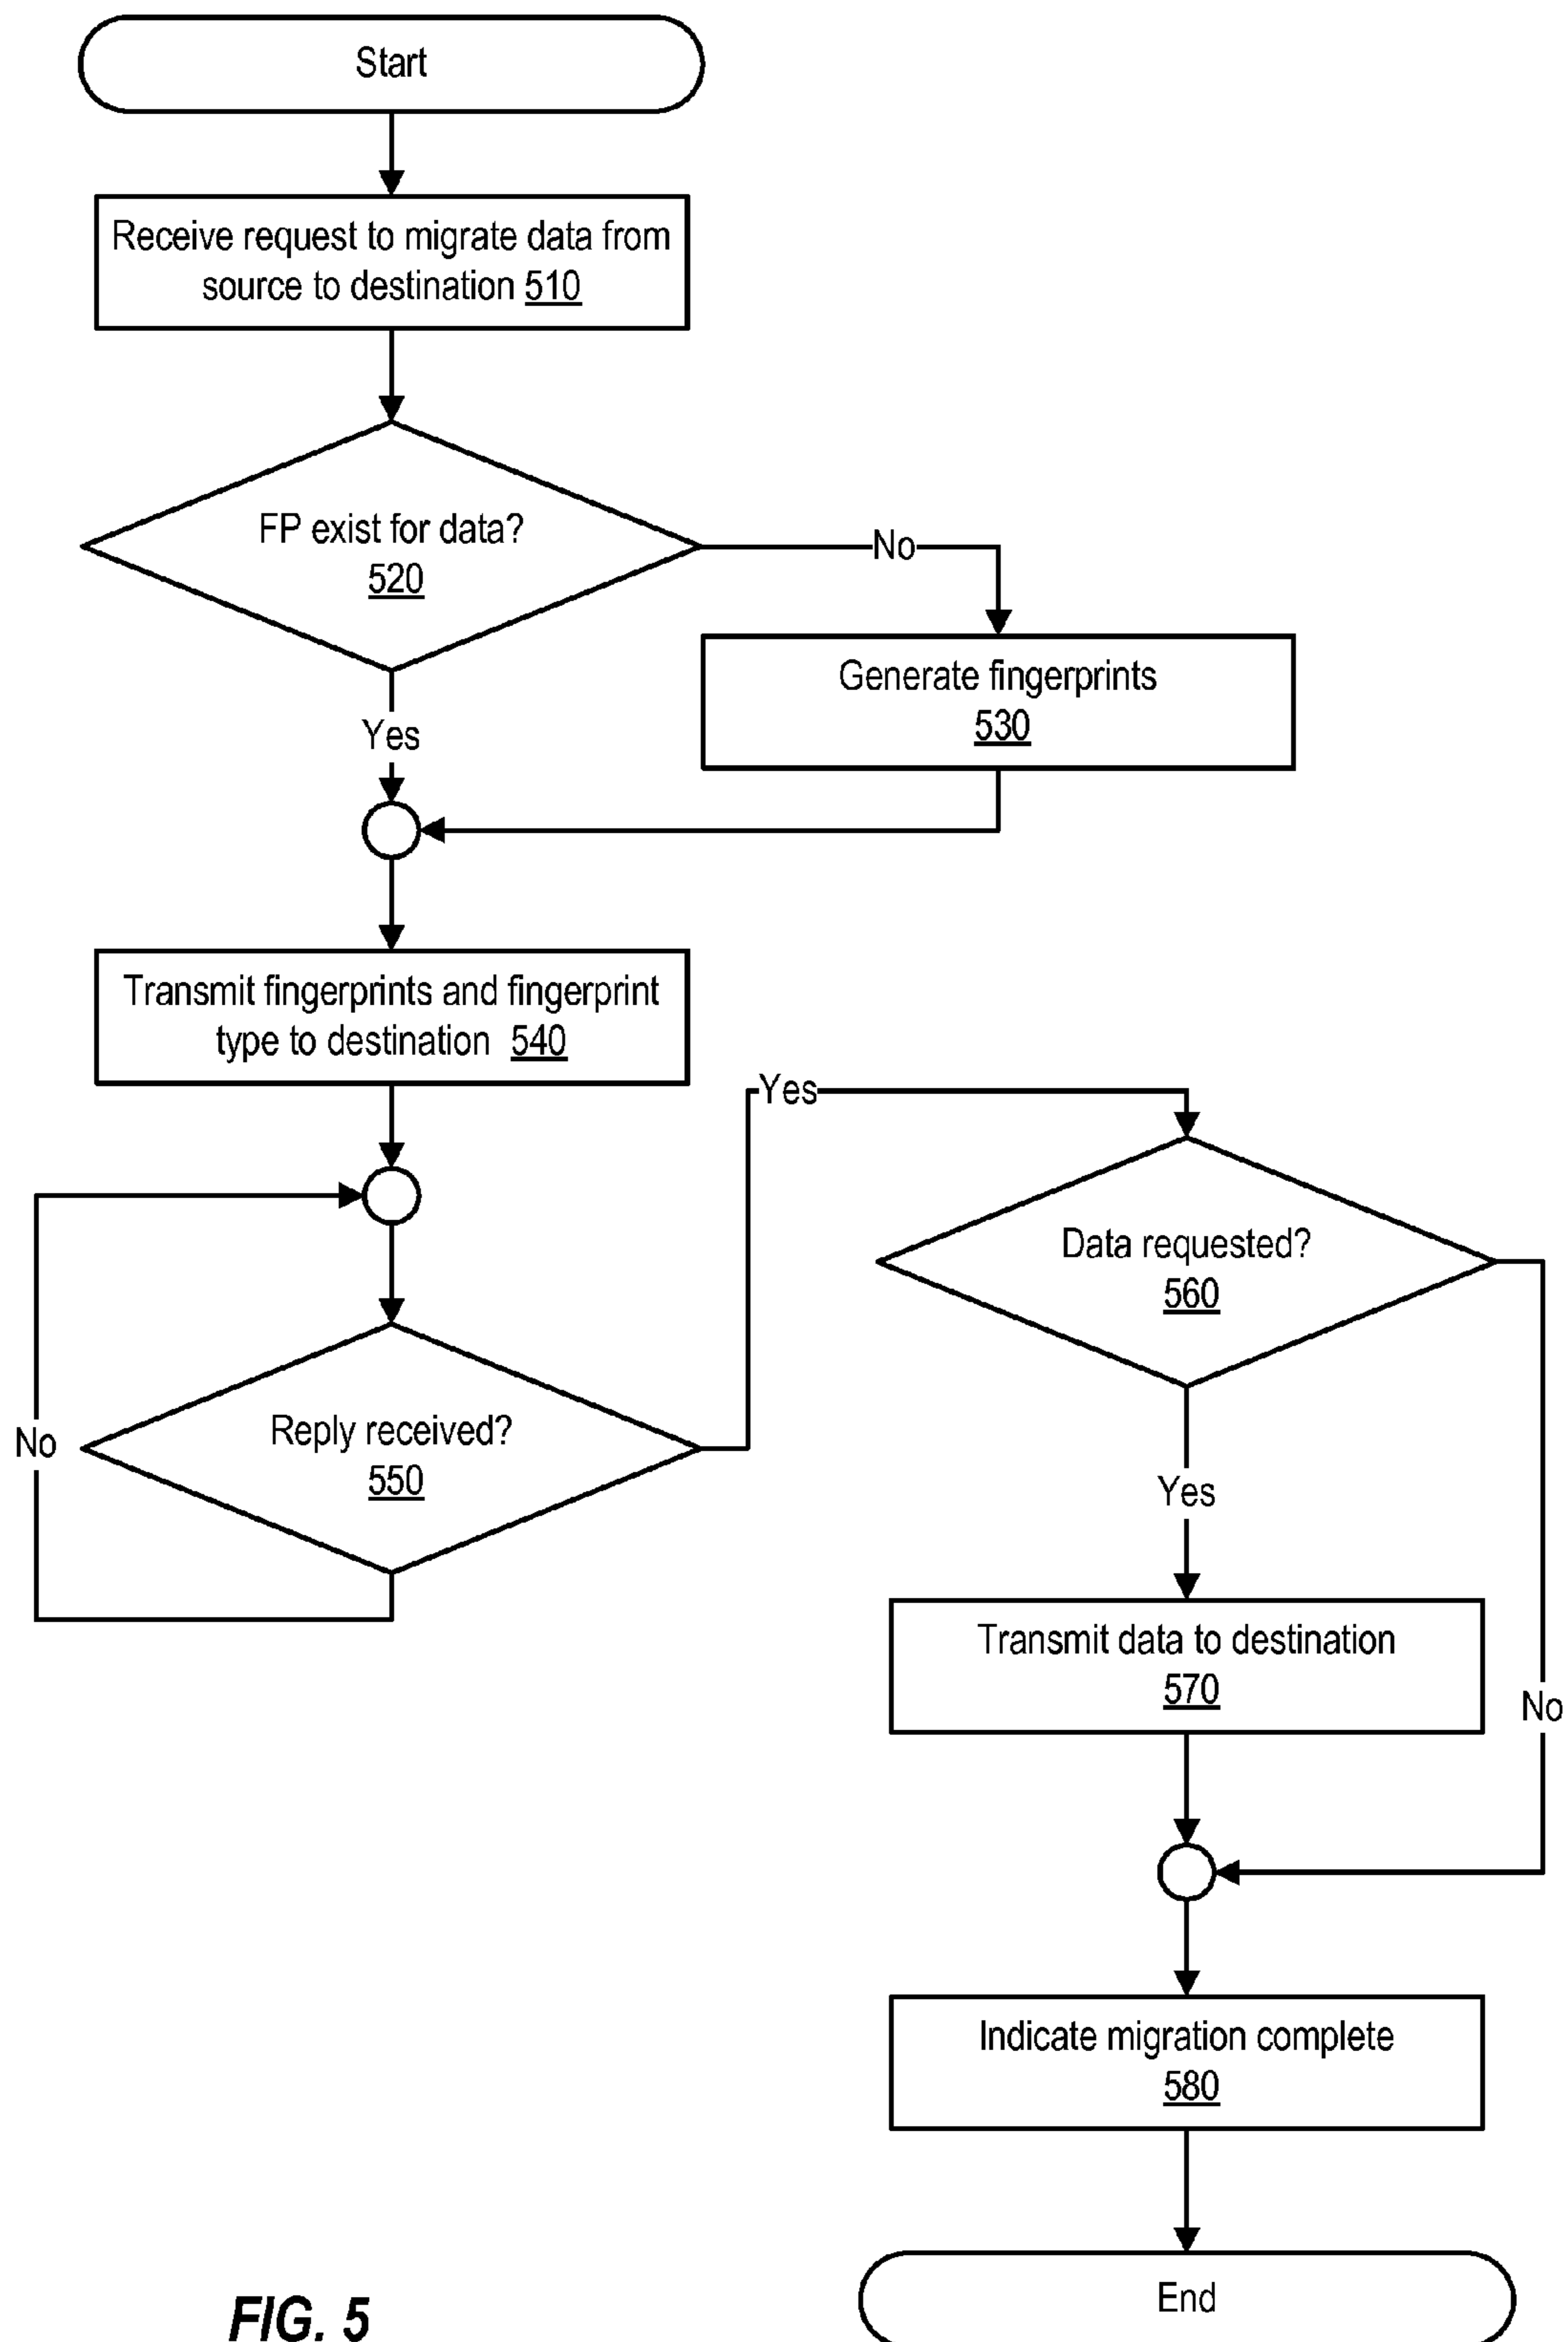 Start
Receive request to migrate data from
source to destination 510
FP exist for data?
520
No
Generate fingerprints
530
Yes
Transmit fingerprints and fingerprint
type to destination 540
Yes
Data requested?
560
No
Reply received?
550
Yes
Transmit data to destination
570
No
Indicate migration complete
580
End
FIG. 5